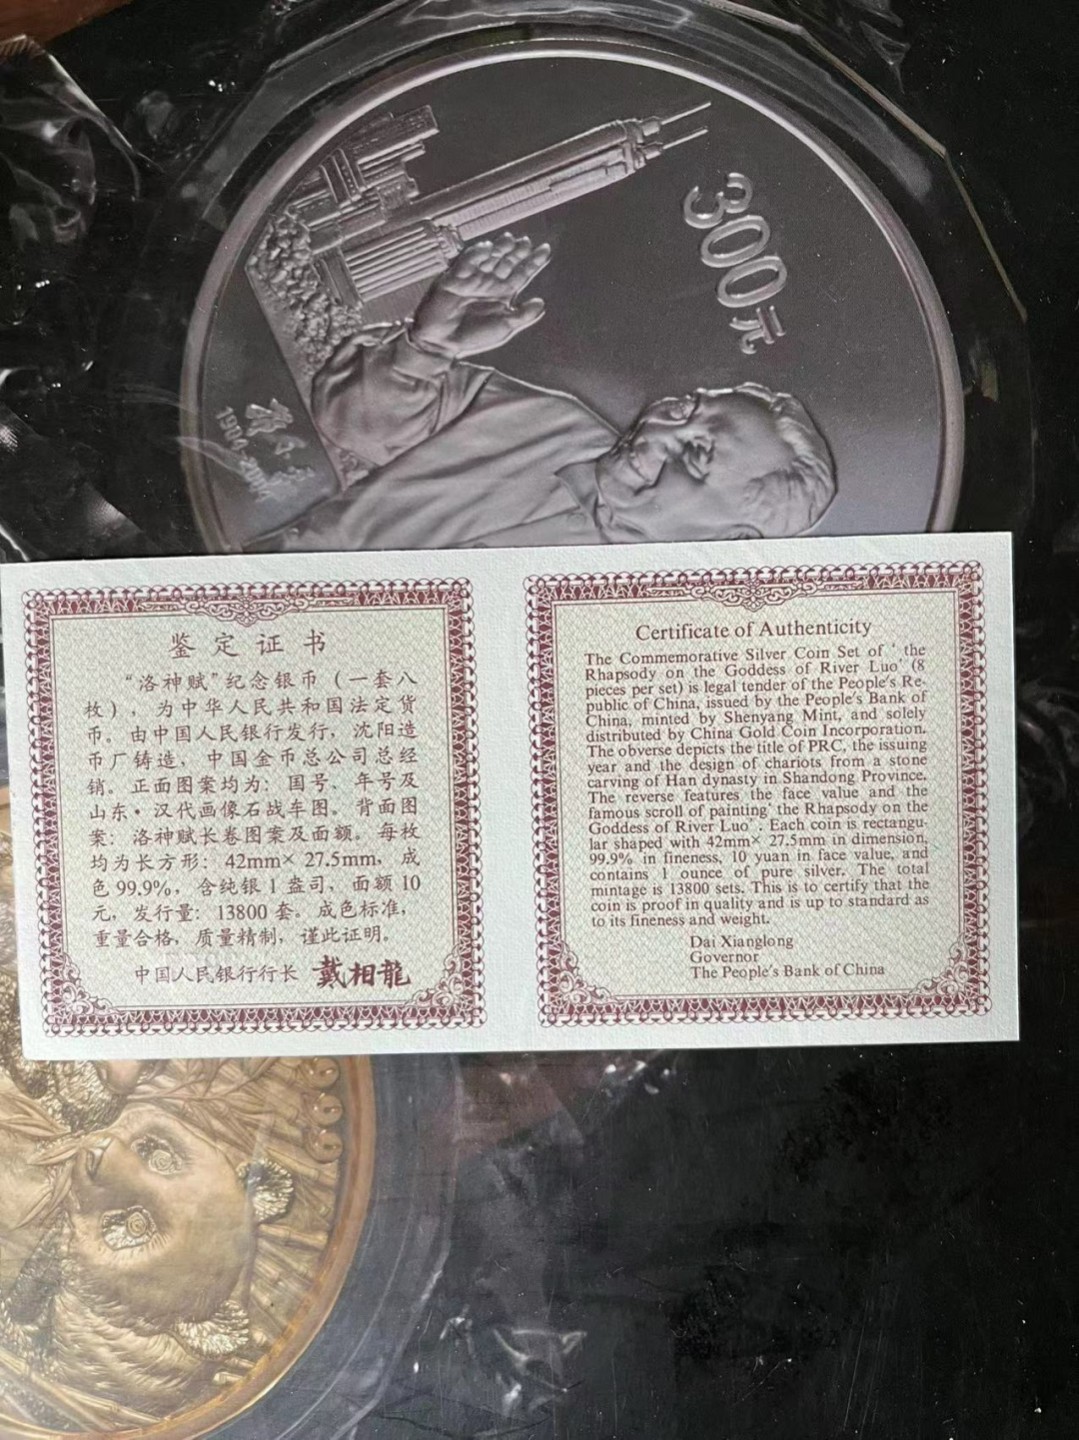 300元
1904-2004
鉴定证书
“洛神赋”纪念银币（一套八
枚），为中华人民共和国法定货
币。由中国人民银行发行，沈阳造
币厂铸造，中国金币总公司总经
销。正面图案均为：国号、年号及
山东·汉代画像石战车图。背面图
案：洛神赋长卷图案及面额。每枚
均为长方形：42mm×27.5mm，成
色99.9%，含纯银1盎司，面额10
元，发行量：13800套。成色标准，
重量合格，质量精制，谨此证明。
中国人民银行行长 戴相龍
Certificate of Authenticity
The Commemorative Silver Coin Set of ‘ the
Rhapsody on the Goddess of River Luo’ (8
pieces per set) is legal tender of the People's Re-
public of China, issued by the People's Bank of
China, minted by Shenyang Mint, and solely
distributed by China Gold Coin Incorporation.
The obverse depicts the title of PRC, the issuing
year and the design of chariots from a stone
carving of Han dynasty in Shandong Province.
The reverse features the face value and the
famous scroll of painting‘ the Rhapsody on the
Goddess of River Luo’ . Each coin is rectangu-
lar shaped with 42mm× 27.5mm in dimension,
99.9% in fineness, 10 yuan in face value, and
contains 1 ounce of pure silver. The total
mintage is 13800 sets. This is to certify that the
coin is proof in quality and is up to standard as
to its fineness and weight.
Dai Xianglong
Governor
The People's Bank of China